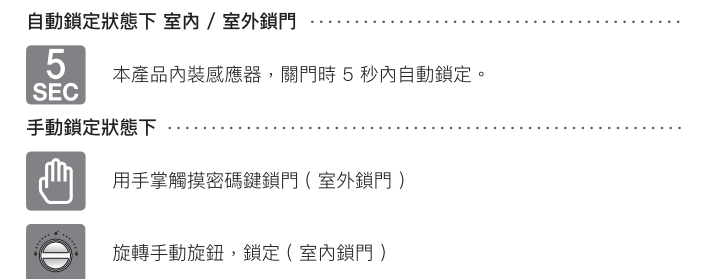 自動鎖定狀態下 室內 / 室外鎖門
5 SEC
本產品內裝感應器，關門時 5 秒內自動鎖定。
手動鎖定狀態下
用手掌觸摸密碼鍵鎖門（室外鎖門）
旋轉手動旋鈕，鎖定（室內鎖門）